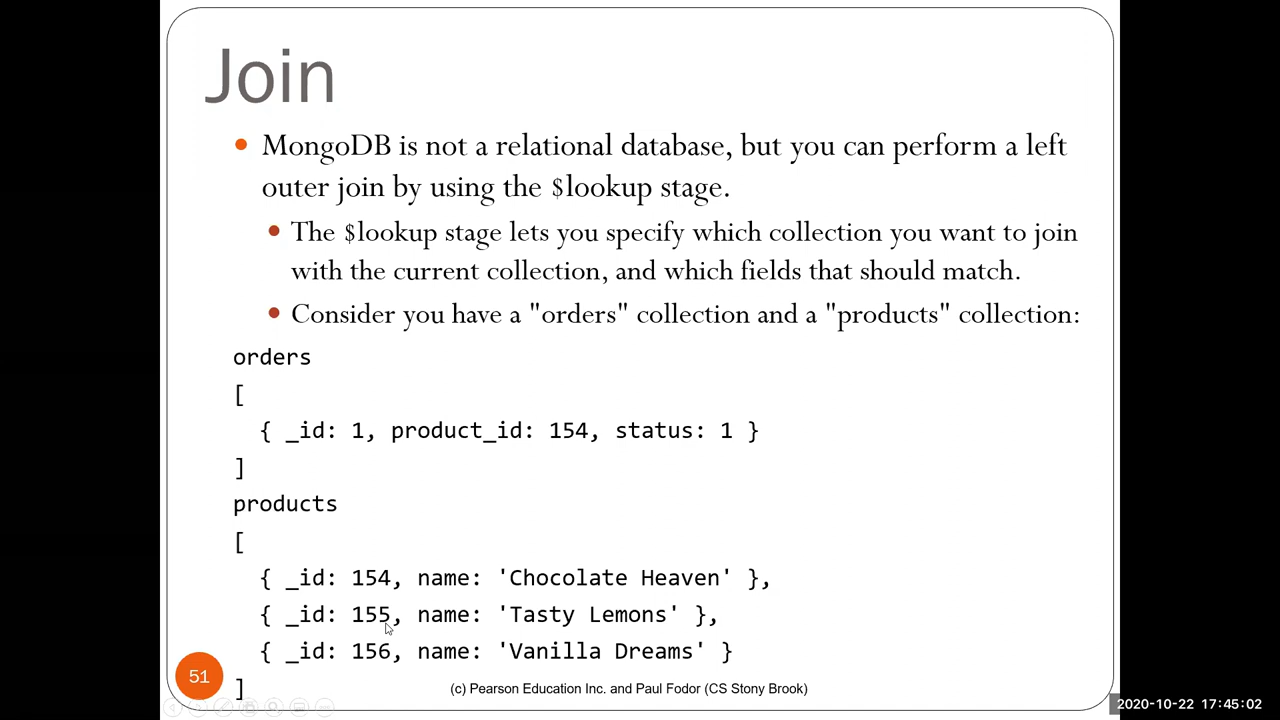 Join
MongoDB is not a relational database, but you can perform a left
outer join by using the $lookup stage.
The $lookup stage lets you specify which collection you want to join
with the current collection, and which fields that should match.
Consider you have a "orders" collection and a "products" collection:
orders
[
{ _id: 1, product_id: 154, status: 1 }
]
products
[
{ _id: 154, name: 'Chocolate Heaven' },
{ _id: 155, name: 'Tasty Lemons' },
{ _id: 156, name: 'Vanilla Dreams' }
]
51
(c) Pearson Education Inc. and Paul Fodor (CS Stony Brook)
2020-10-22 17:45:02